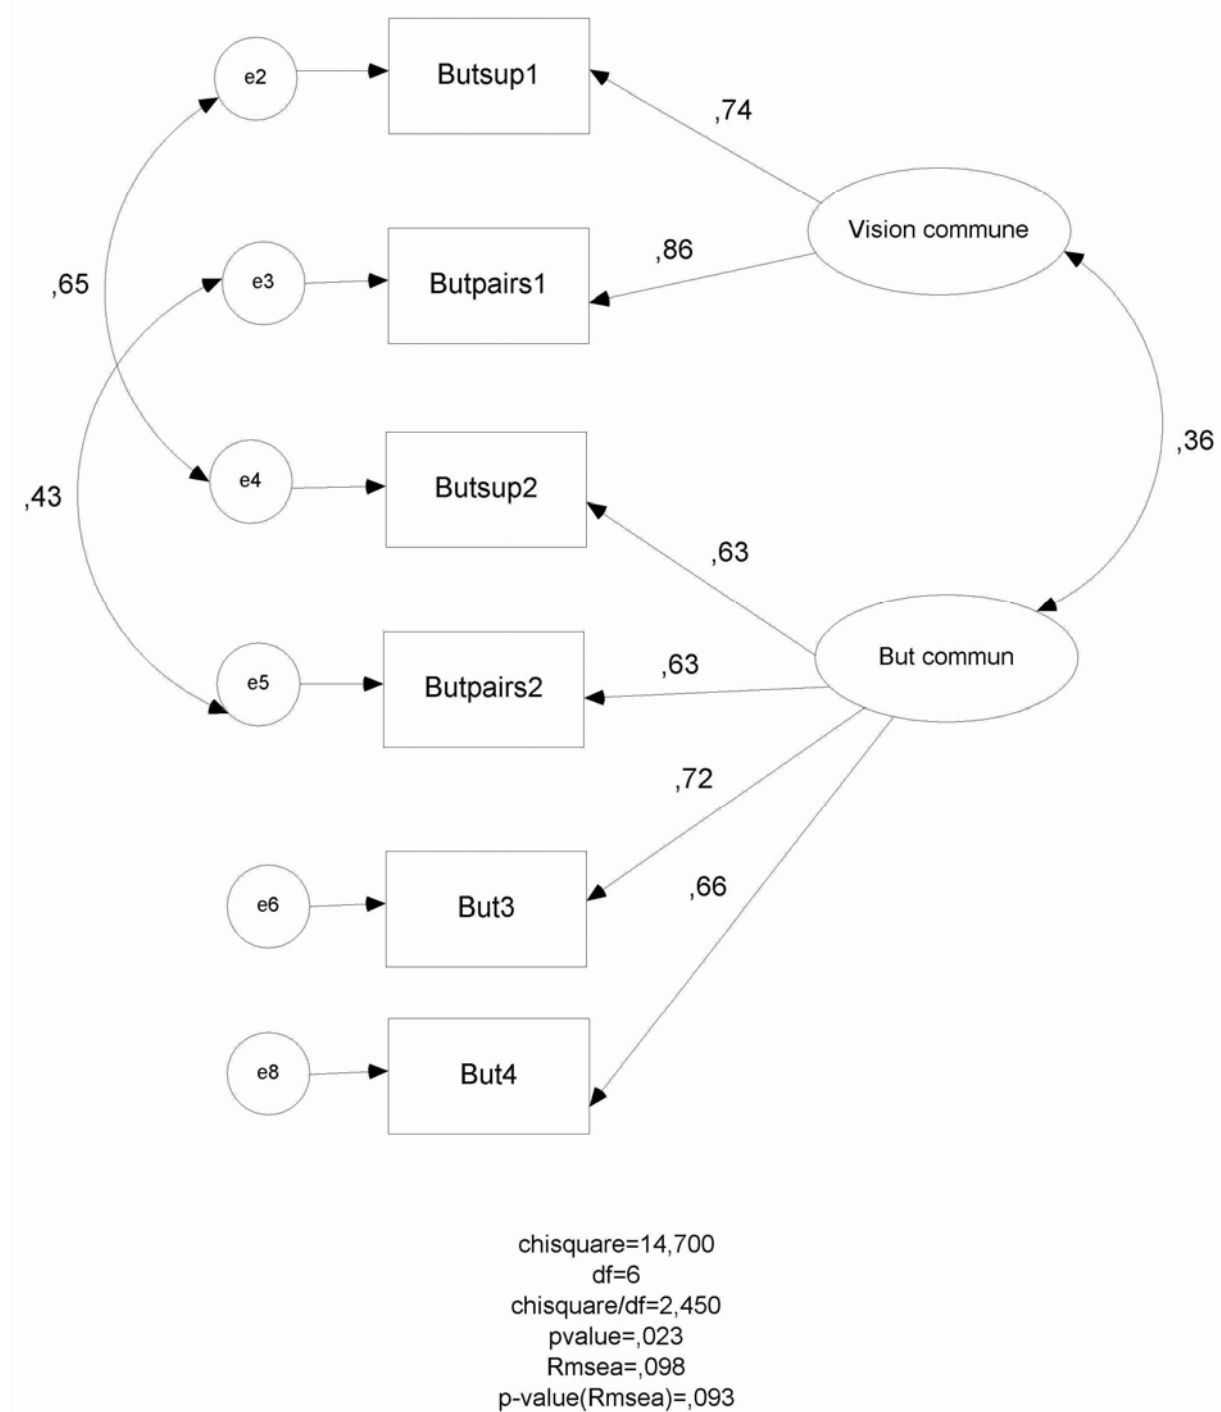 e2
Butsup1
,74
Vision commune
,86
e3
Butpairs1
,65
,36
e4
Butsup2
,43
,63
But commun
,63
e5
Butpairs2
,72
,66
e6
But3
e8
But4
chisquare=14,700
df=6
chisquare/df=2,450
pvalue=,023
Rmsea=,098
p-value(Rmsea)=,093